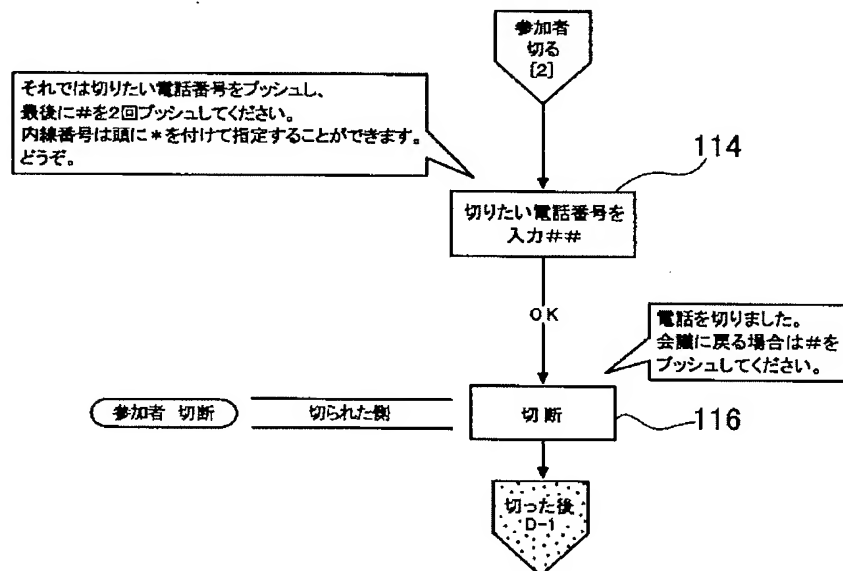 参加者
切る
[2]
それでは切りたい電話番号をプッシュし、
最後に#を2回プッシュしてください。
内線番号は頭に*を付けて指定することができます。
どうぞ。
114
切りたい電話番号を
入力##
OK
電話を切りました。
会議に戻る場合は#を
プッシュしてください。
参加者 切断
切られた側
切断
116
切った後
D-1